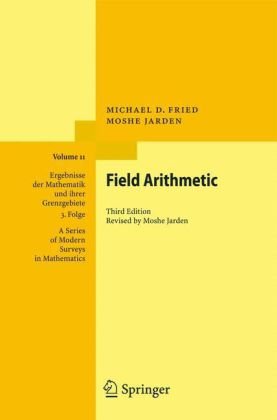 MICHAEL D. FRIED
MOSHE JARDEN
Volume 11
Ergebnisse
der Mathematik
und ihrer
Grenzgebiete
3. Folge
A Series
of Modern
Surveys
in Mathematics
Field Arithmetic
Third Edition
Revised by Moshe Jarden
Springer